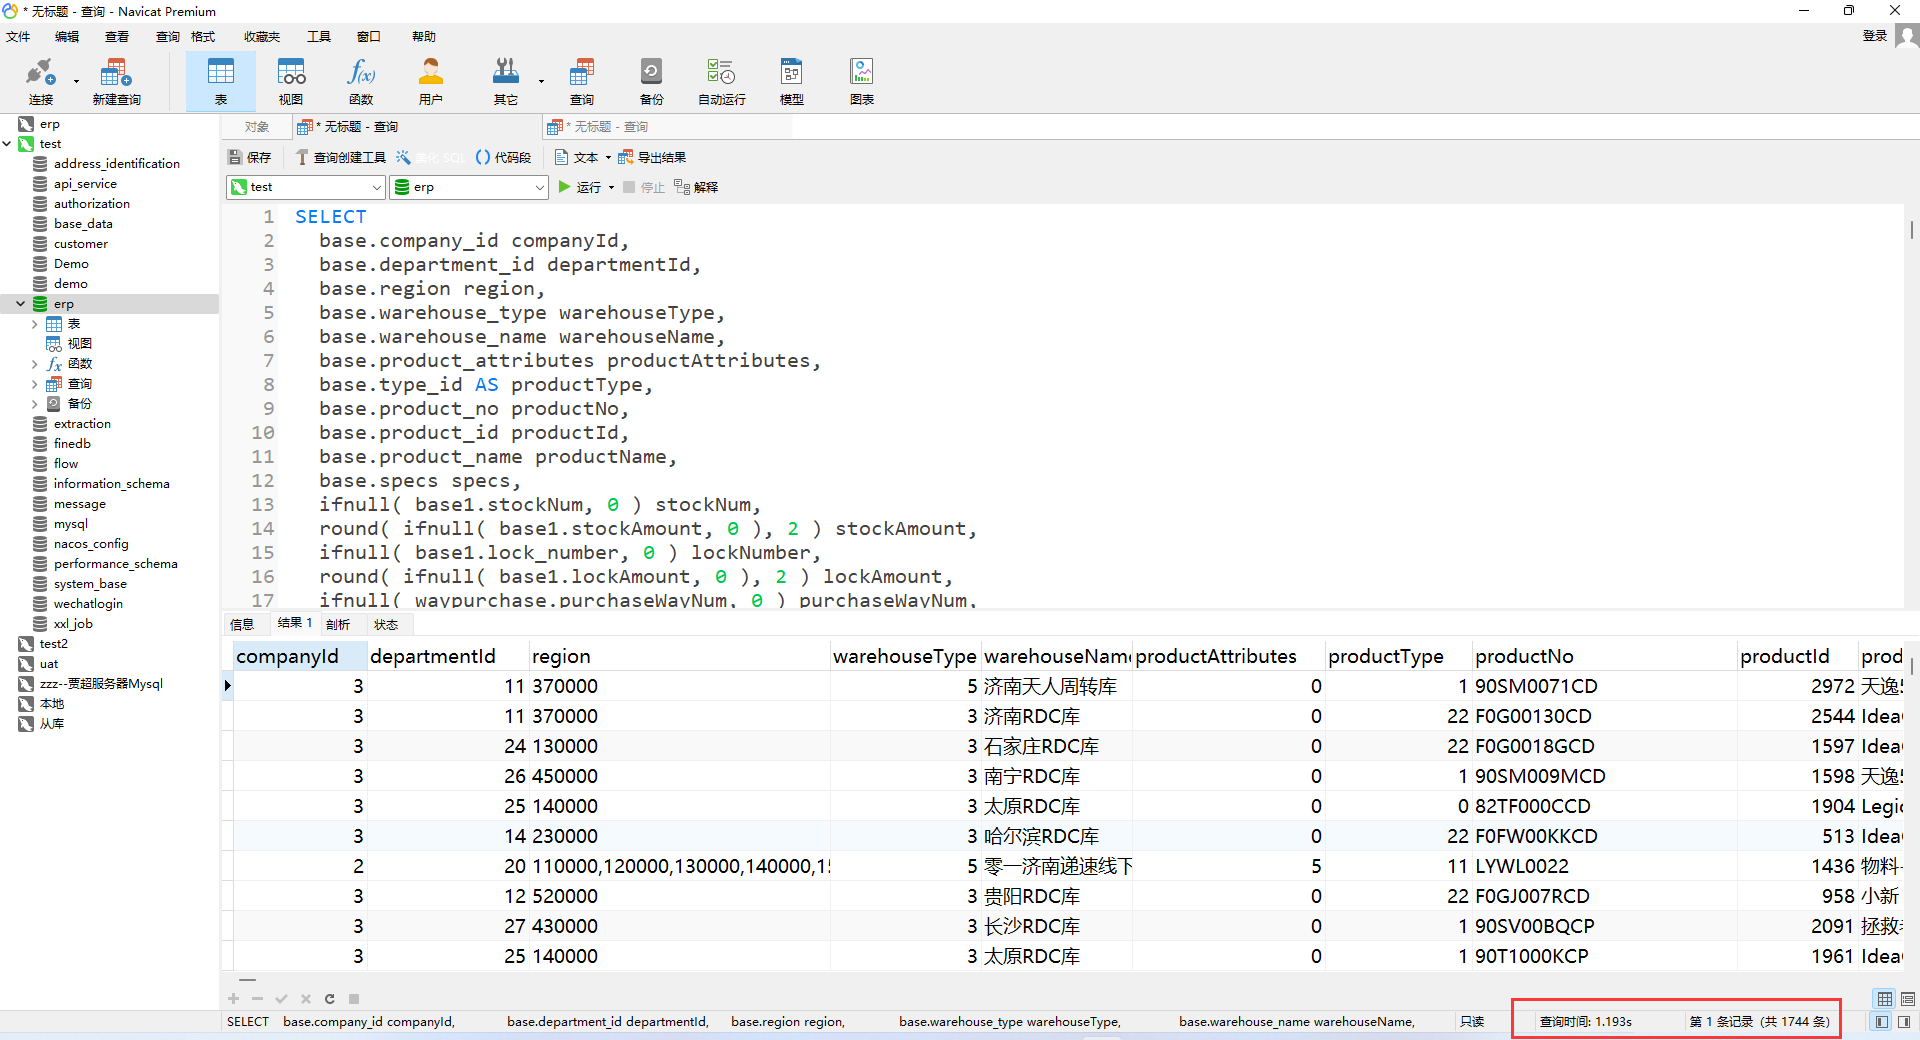 * 无标题 - 查询 - Navicat Premium
文件 编辑 查看 查询 格式 收藏夹 工具 窗口 帮助 登录
连接 新建查询 表 视图 函数 用户 其它 查询 备份 自动运行 模型 图表
erp
test
address_identification
api_service
authorization
base_data
customer
Demo
demo
erp
表
视图
函数
查询
备份
extraction
finedb
flow
information_schema
message
mysql
nacos_config
performance_schema
system_base
wechatlogin
xxl_job
test2
uat
zzz--贾超服务器Mysql
本地
从库
对象 * 无标题 - 查询 * 无标题 - 查询
保存 查询创建工具 美化 SQL () 代码段 文本 导出结果
test erp 运行 停止 解释
1 SELECT
2 base.company_id companyId,
3 base.department_id departmentId,
4 base.region region,
5 base.warehouse_type warehouseType,
6 base.warehouse_name warehouseName,
7 base.product_attributes productAttributes,
8 base.type_id AS productType,
9 base.product_no productNo,
10 base.product_id productId,
11 base.product_name productName,
12 base.specs specs,
13 ifnull( base1.stockNum, 0 ) stockNum,
14 round( ifnull( base1.stockAmount, 0 ), 2 ) stockAmount,
15 ifnull( base1.lock_number, 0 ) lockNumber,
16 round( ifnull( base1.lockAmount, 0 ), 2 ) lockAmount,
17 ifnull( waypurchase.purchaseWayNum, 0 ) purchaseWayNum,
信息 结果 1 剖析 状态
companyId departmentId region warehouseType warehouseName productAttributes productType productNo productId prod
3 11 370000 5 济南天人周转库 0 1 90SM0071CD 2972 天逸5
3 11 370000 3 济南RDC库 0 22 F0G00130CD 2544 Idea
3 24 130000 3 石家庄RDC库 0 22 F0G0018GCD 1597 Idea
3 26 450000 3 南宁RDC库 0 1 90SM009MCD 1598 天逸5
3 25 140000 3 太原RDC库 0 0 82TF000CCD 1904 Legio
3 14 230000 3 哈尔滨RDC库 0 22 F0FW00KKCD 513 Idea
2 20 110000,120000,130000,140000,15 5 零一济南递速线下 5 11 LYWL0022 1436 物料-
3 12 520000 3 贵阳RDC库 0 22 F0GJ007RCD 958 小新
3 27 430000 3 长沙RDC库 0 1 90SV00BQCP 2091 拯救
3 25 140000 3 太原RDC库 0 1 90T1000KCP 1961 Idea
SELECT base.company_id companyId, base.department_id departmentId, base.region region, base.warehouse_type warehouseType, base.warehouse_name warehouseName, 只读 查询时间: 1.193s 第 1 条记录 (共 1744 条)